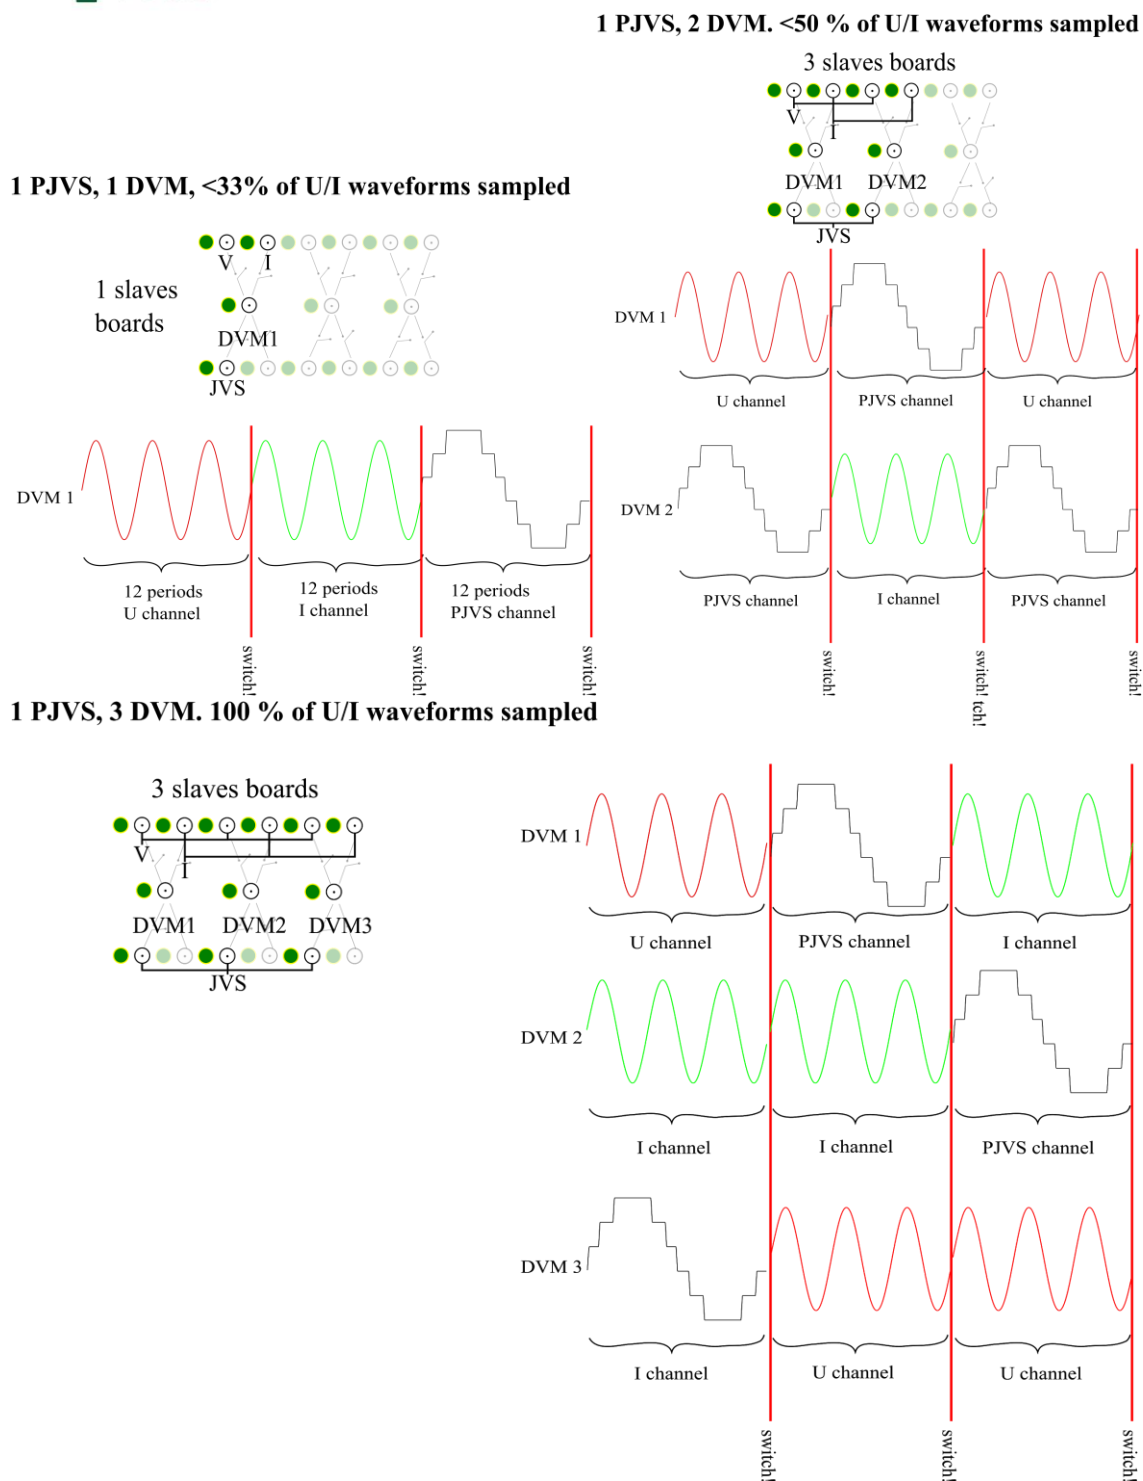 1 PJVS, 2 DVM. <50 % of U/I waveforms sampled
3 slaves boards
V
I
DVM1 DVM2
JVS
DVM 1
U channel PJVS channel U channel
DVM 2
PJVS channel I channel PJVS channel
switch! switch! tch! switch!
1 PJVS, 1 DVM, <33% of U/I waveforms sampled
V I
1 slaves
boards
DVM1
JVS
DVM 1
12 periods 12 periods 12 periods
U channel I channel PJVS channel
switch! switch! switch!
1 PJVS, 3 DVM. 100 % of U/I waveforms sampled
3 slaves boards
V
I
DVM1 DVM2 DVM3
JVS
DVM 1
U channel PJVS channel I channel
DVM 2
I channel I channel PJVS channel
DVM 3
I channel U channel U channel
switch! switch! switch!